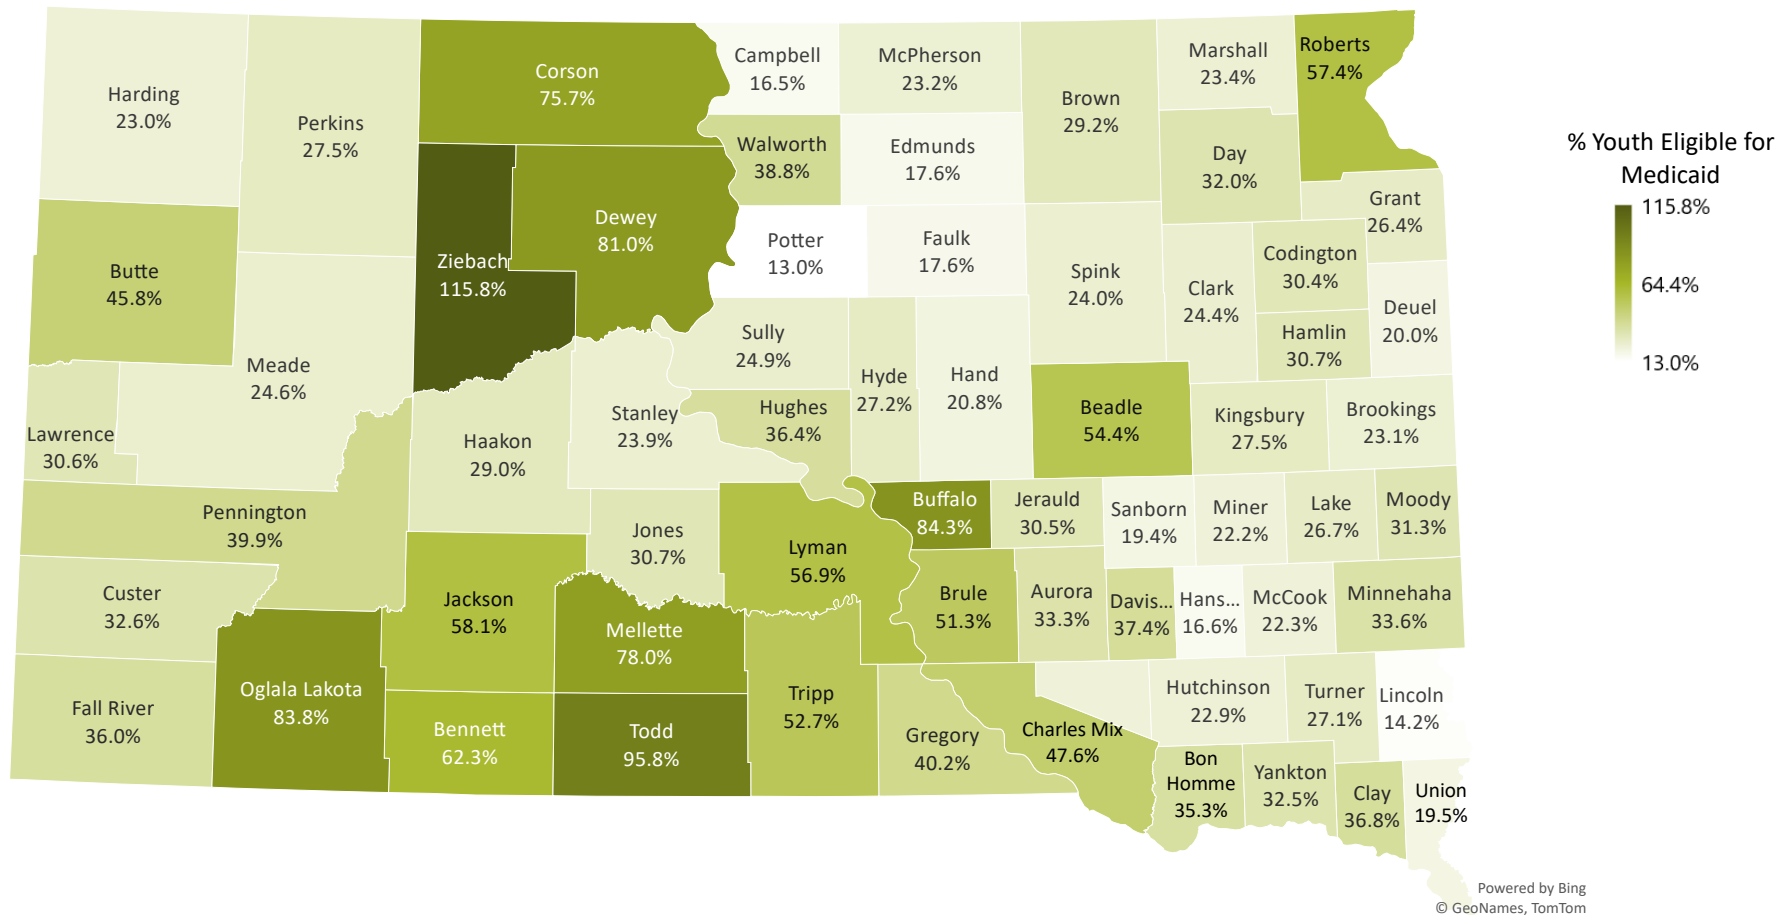 Harding
23.0%
Perkins
27.5%
Corson
75.7%
Campbell
16.5%
McPherson
23.2%
Brown
29.2%
Marshall
23.4%
Roberts
57.4%
Walworth
38.8%
Edmunds
17.6%
Day
32.0%
% Youth Eligible for
Medicaid
115.8%
64.4%
13.0%
Grant
26.4%
Butte
45.8%
Ziebach
115.8%
Dewey
81.0%
Potter
13.0%
Faulk
17.6%
Spink
24.0%
Clark
24.4%
Codington
30.4%
Hamlin
30.7%
Deuel
20.0%
Meade
24.6%
Sully
24.9%
Hyde
27.2%
Hand
20.8%
Lawrence
30.6%
Haakon
29.0%
Stanley
23.9%
Hughes
36.4%
Beadle
54.4%
Kingsbury
27.5%
Brookings
23.1%
Pennington
39.9%
Jones
30.7%
Lyman
56.9%
Buffalo
84.3%
Jerauld
30.5%
Sanborn
19.4%
Miner
22.2%
Lake
26.7%
Moody
31.3%
Custer
32.6%
Jackson
58.1%
Mellette
78.0%
Brule
51.3%
Aurora
33.3%
Davis...
37.4%
Hans...
16.6%
McCook
22.3%
Minnehaha
33.6%
Fall River
36.0%
Oglala Lakota
83.8%
Bennett
62.3%
Todd
95.8%
Tripp
52.7%
Gregory
40.2%
Charles Mix
47.6%
Hutchinson
22.9%
Turner
27.1%
Lincoln
14.2%
Bon
Homme
35.3%
Yankton
32.5%
Clay
36.8%
Union
19.5%
Powered by Bing
© GeoNames, TomTom